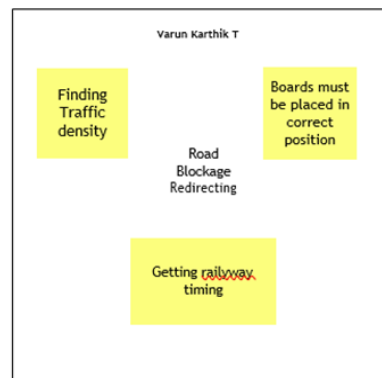 Varun Karthik T
Finding
Traffic
density
Boards must
be placed in
correct
position
Road
Blockage
Redirecting
Getting railyway
timing